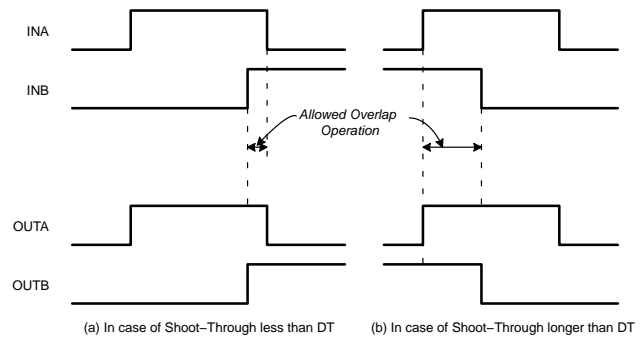 INA
INB
Allowed Overlap
Operation
OUTA
OUTB
(a) In case of Shoot−Through less than DT
(b) In case of Shoot−Through longer than DT